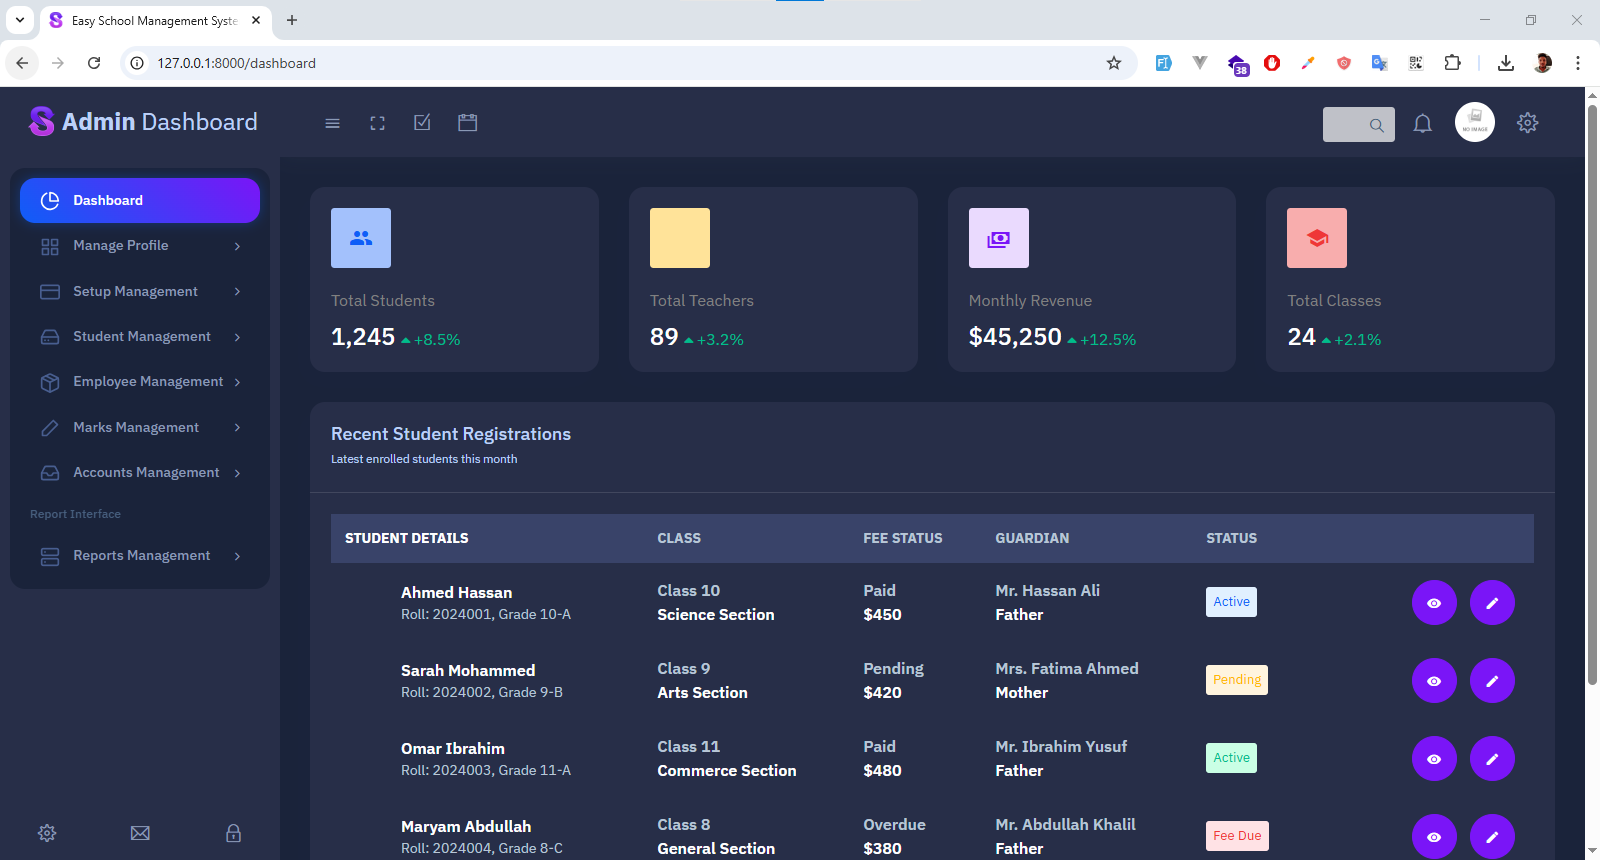 Easy School Management Syste
127.0.0.1:8000/dashboard
38
Admin Dashboard
NO IMAGE
Dashboard
Manage Profile
Setup Management
Student Management
Employee Management
Marks Management
Accounts Management
Report Interface
Reports Management
Total Students
1,245 +8.5%
Total Teachers
89 +3.2%
Monthly Revenue
$45,250 +12.5%
Total Classes
24 +2.1%
Recent Student Registrations
Latest enrolled students this month
STUDENT DETAILS CLASS FEE STATUS GUARDIAN STATUS
Ahmed Hassan Class 10 Paid Mr. Hassan Ali Active
Roll: 2024001, Grade 10-A Science Section $450 Father
Sarah Mohammed Class 9 Pending Mrs. Fatima Ahmed Pending
Roll: 2024002, Grade 9-B Arts Section $420 Mother
Omar Ibrahim Class 11 Paid Mr. Ibrahim Yusuf Active
Roll: 2024003, Grade 11-A Commerce Section $480 Father
Maryam Abdullah Class 8 Overdue Mr. Abdullah Khalil Fee Due
Roll: 2024004, Grade 8-C General Section $380 Father